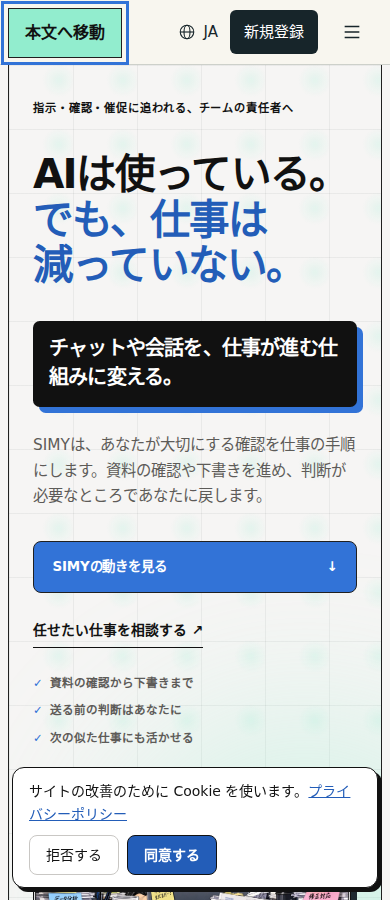 本文へ移動
JA
新規登録
指示・確認・催促に追われる、チームの責任者へ
AIは使っている。
でも、仕事は
減っていない。
チャットや会話を、仕事が進む仕
組みに変える。
SIMYは、あなたが大切にする確認を仕事の手順
にします。資料の確認や下書きを進め、判断が
必要なところであなたに戻します。
SIMYの動きを見る ↓
任せたい仕事を相談する ↗
✓ 資料の確認から下書きまで
✓ 送る前の判断はあなたに
✓ 次の似た仕事にも活かせる
サイトの改善のために Cookie を使います。プライ
バシーポリシー
拒否する
同意する